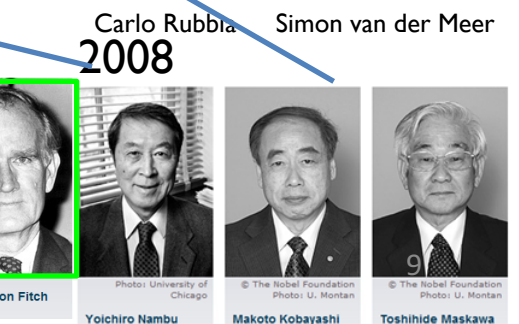 Carlo Rubbia Simon van der Meer
2008
9
Photo: University of
Chicago
Yoichiro Nambu
© The Nobel Foundation
Photo: U. Montan
Makoto Kobayashi
© The Nobel Foundation
Photo: U. Montan
Toshihide Maskawa
on Fitch